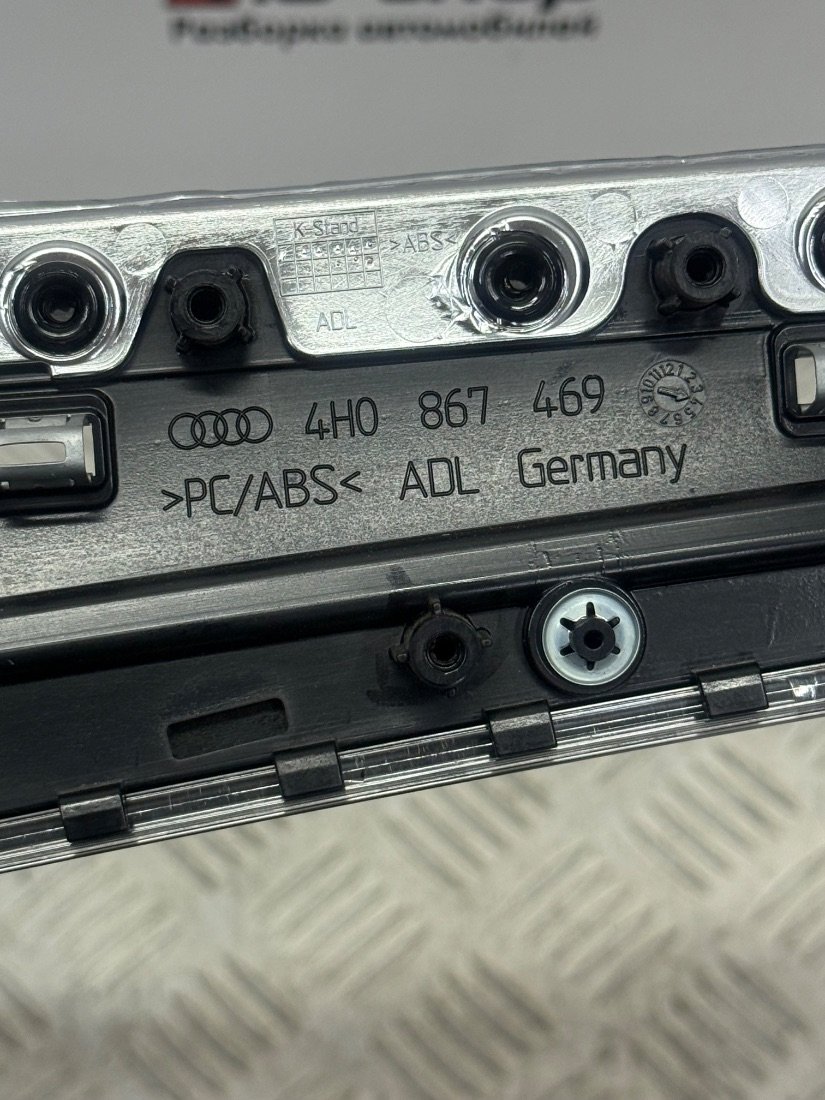 Разборка автомобилей
K-Stand
>ABS<
ADL
4H0 867 469
>PC/ABS< ADL Germany